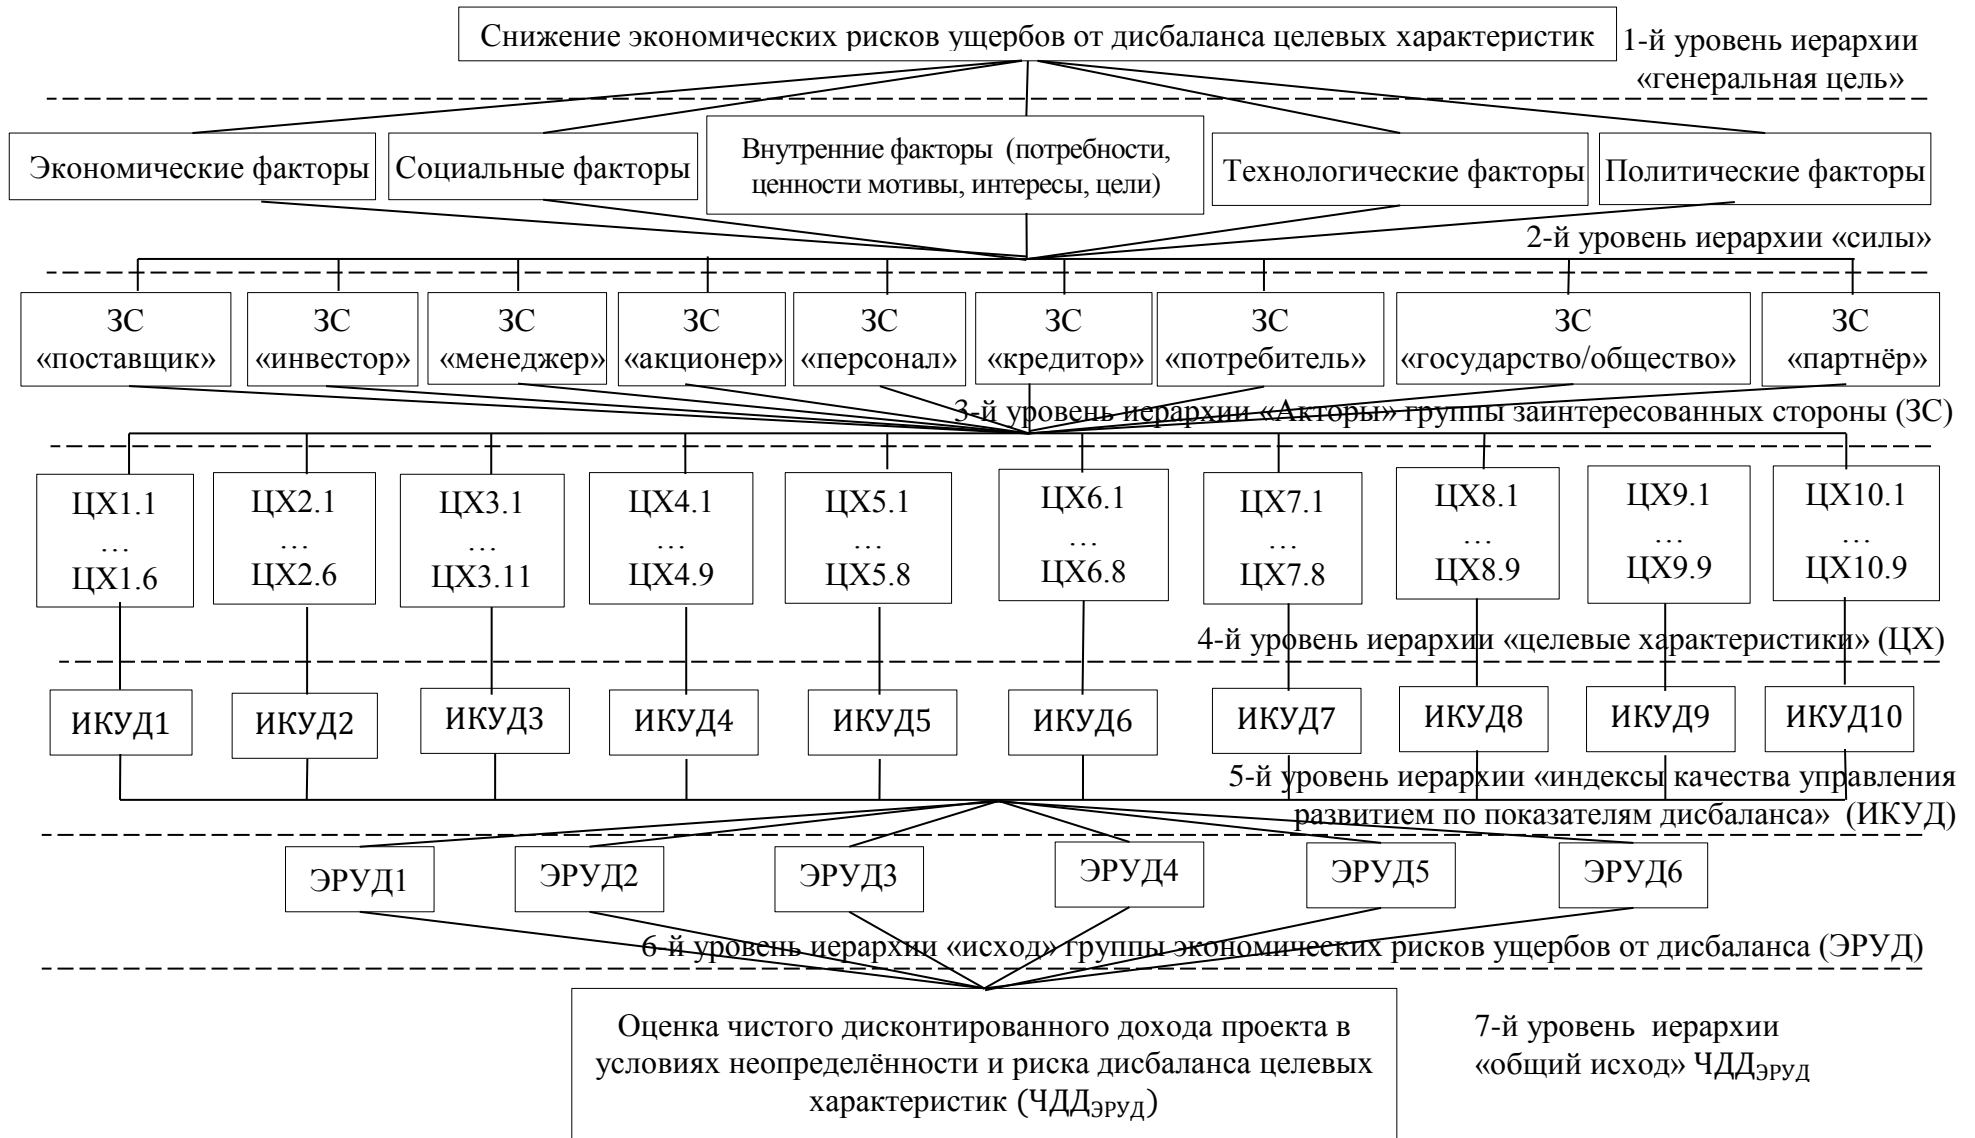 Снижение экономических рисков ущербов от дисбаланса целевых характеристик
1-й уровень иерархии
«генеральная цель»
Экономические факторы
Социальные факторы
Внутренние факторы (потребности,
ценности мотивы, интересы, цели)
Технологические факторы
Политические факторы
2-й уровень иерархии «силы»
ЗС
«поставщик»
ЗС
«инвестор»
ЗС
«менеджер»
ЗС
«акционер»
ЗС
«персонал»
ЗС
«кредитор»
ЗС
«потребитель»
ЗС
«государство/общество»
ЗС
«партнёр»
3-й уровень иерархии «Акторы» группы заинтересованных стороны (ЗС)
ЦХ1.1
…
ЦХ1.6
ЦХ2.1
…
ЦХ2.6
ЦХ3.1
…
ЦХ3.11
ЦХ4.1
…
ЦХ4.9
ЦХ5.1
…
ЦХ5.8
ЦХ6.1
…
ЦХ6.8
ЦХ7.1
…
ЦХ7.8
ЦХ8.1
…
ЦХ8.9
ЦХ9.1
…
ЦХ9.9
ЦХ10.1
…
ЦХ10.9
4-й уровень иерархии «целевые характеристики» (ЦХ)
ИКУД1
ИКУД2
ИКУД3
ИКУД4
ИКУД5
ИКУД6
ИКУД7
ИКУД8
ИКУД9
ИКУД10
5-й уровень иерархии «индексы качества управления
развитием по показателям дисбаланса» (ИКУД)
ЭРУД1
ЭРУД2
ЭРУД3
ЭРУД4
ЭРУД5
ЭРУД6
6-й уровень иерархии «исход» группы экономических рисков ущербов от дисбаланса (ЭРУД)
Оценка чистого дисконтированного дохода проекта в
условиях неопределённости и риска дисбаланса целевых
характеристик (ЧДД ЭРУД)
7-й уровень иерархии
«общий исход» ЧДД ЭРУД